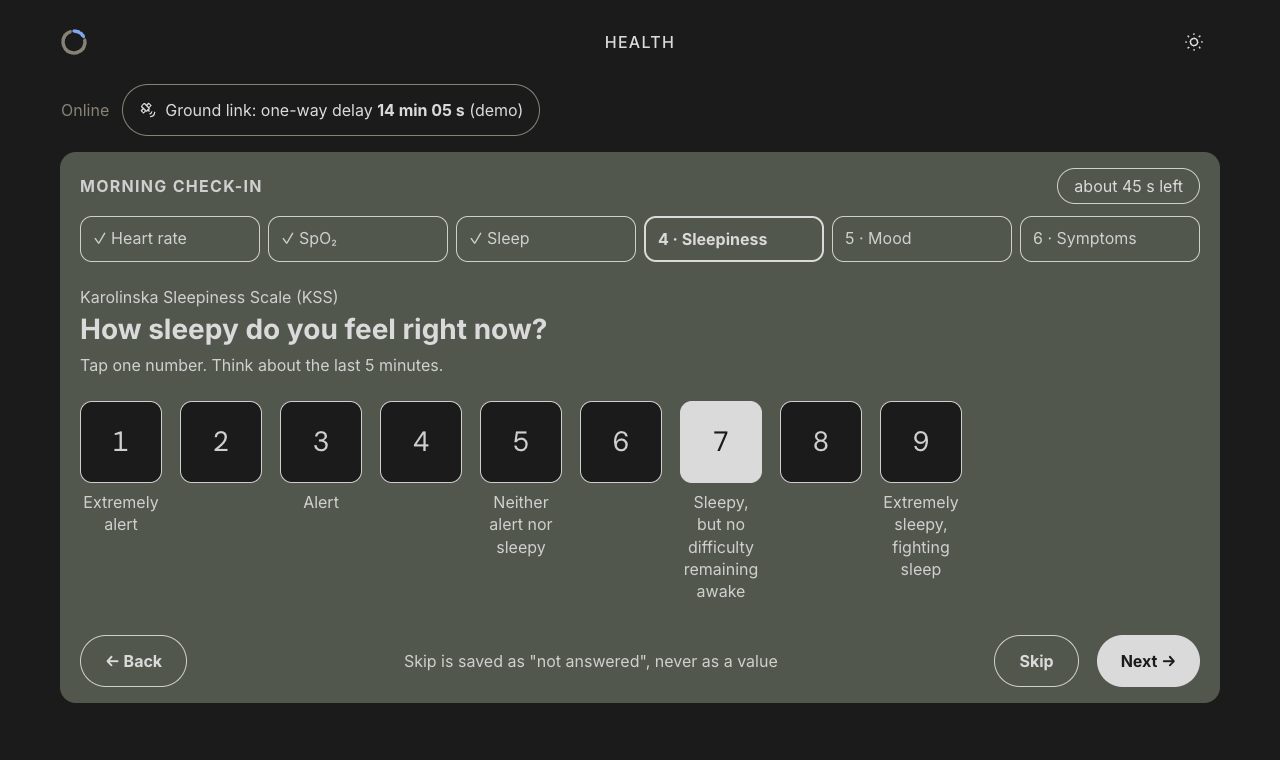 HEALTH
Online
Ground link: one-way delay 14 min 05 s (demo)
MORNING CHECK-IN
about 45 s left
✓ Heart rate
✓ SpO₂
✓ Sleep
4 · Sleepiness
5 · Mood
6 · Symptoms
Karolinska Sleepiness Scale (KSS)
How sleepy do you feel right now?
Tap one number. Think about the last 5 minutes.
1
2
3
4
5
6
7
8
9
Extremely
alert
Alert
Neither
alert nor
sleepy
Sleepy,
but no
difficulty
remaining
awake
Extremely
sleepy,
fighting
sleep
← Back
Skip is saved as "not answered", never as a value
Skip
Next →